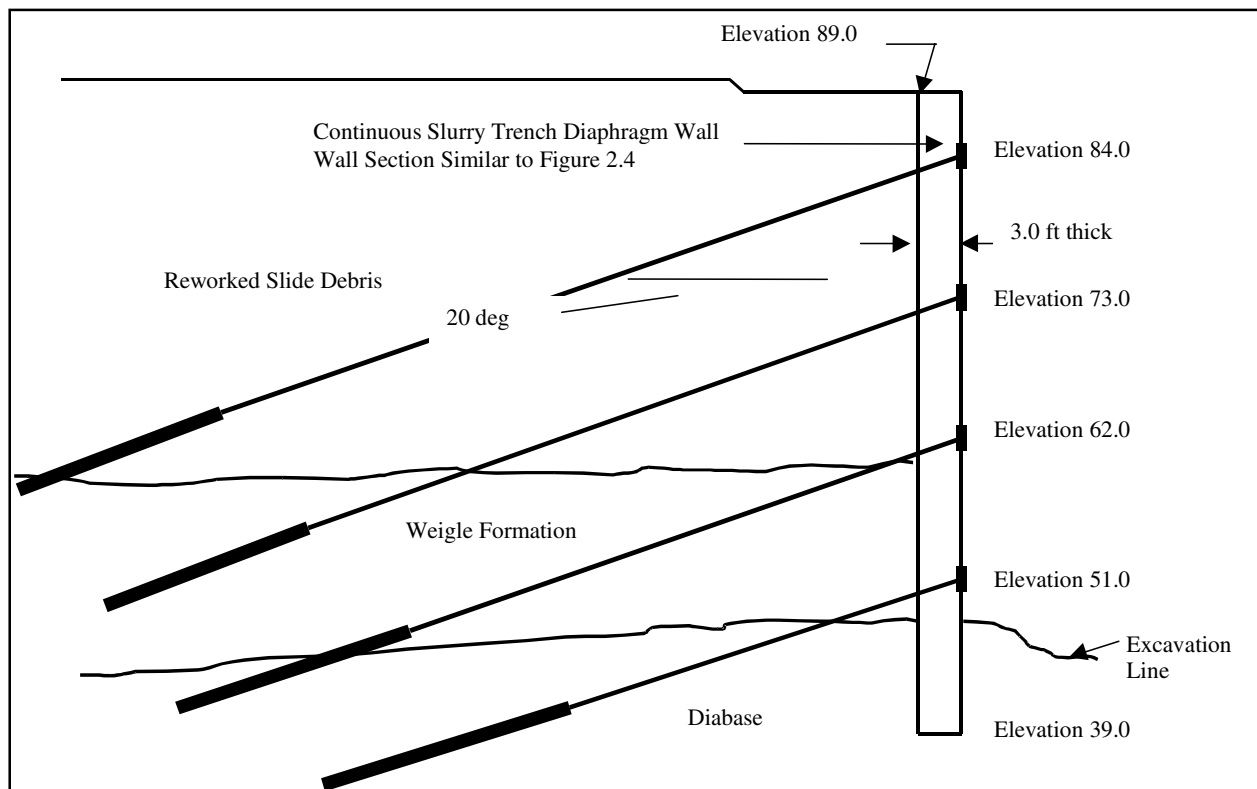 Elevation 89.0
Continuous Slurry Trench Diaphragm Wall
Wall Section Similar to Figure 2.4
Elevation 84.0
3.0 ft thick
Reworked Slide Debris
Elevation 73.0
20 deg
Elevation 62.0
Weigle Formation
Elevation 51.0
Excavation
Line
Diabase
Elevation 39.0